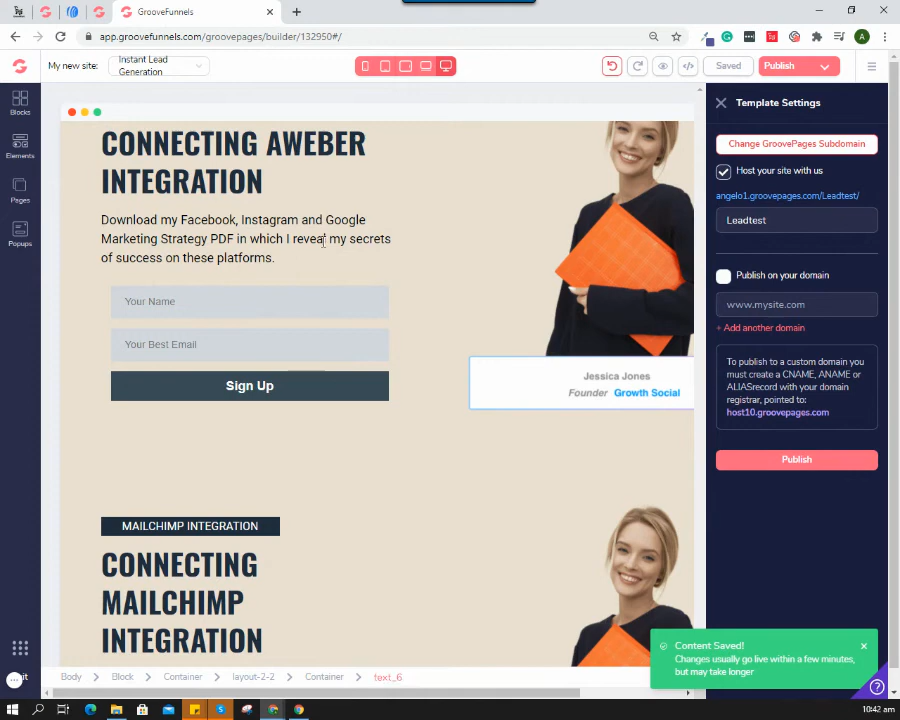 GrooveFunnels
app.groovefunnels.com/groovepages/builder/132950#/
My new site:
Instant Lead
Generation
Saved
Publish
Blocks
Elements
Pages
Popups
CONNECTING AWEBER
INTEGRATION
Download my Facebook, Instagram and Google
Marketing Strategy PDF in which I reveal my secrets
of success on these platforms.
Your Name
Your Best Email
Sign Up
Jessica Jones
Founder Growth Social
MAILCHIMP INTEGRATION
CONNECTING
MAILCHIMP
INTEGRATION
Template Settings
Change GroovePages Subdomain
Host your site with us
angelo1.groovepages.com/Leadtest/
Leadtest
Publish on your domain
www.mysite.com
+ Add another domain
To publish to a custom domain you
must create a CNAME, ANAME or
ALIASrecord with your domain
registrar, pointed to:
host10.groovepages.com
Publish
Content Saved!
Changes usually go live within a few minutes,
but may take longer
Body
Block
Container
layout-2-2
Container
text_6
10:42 am